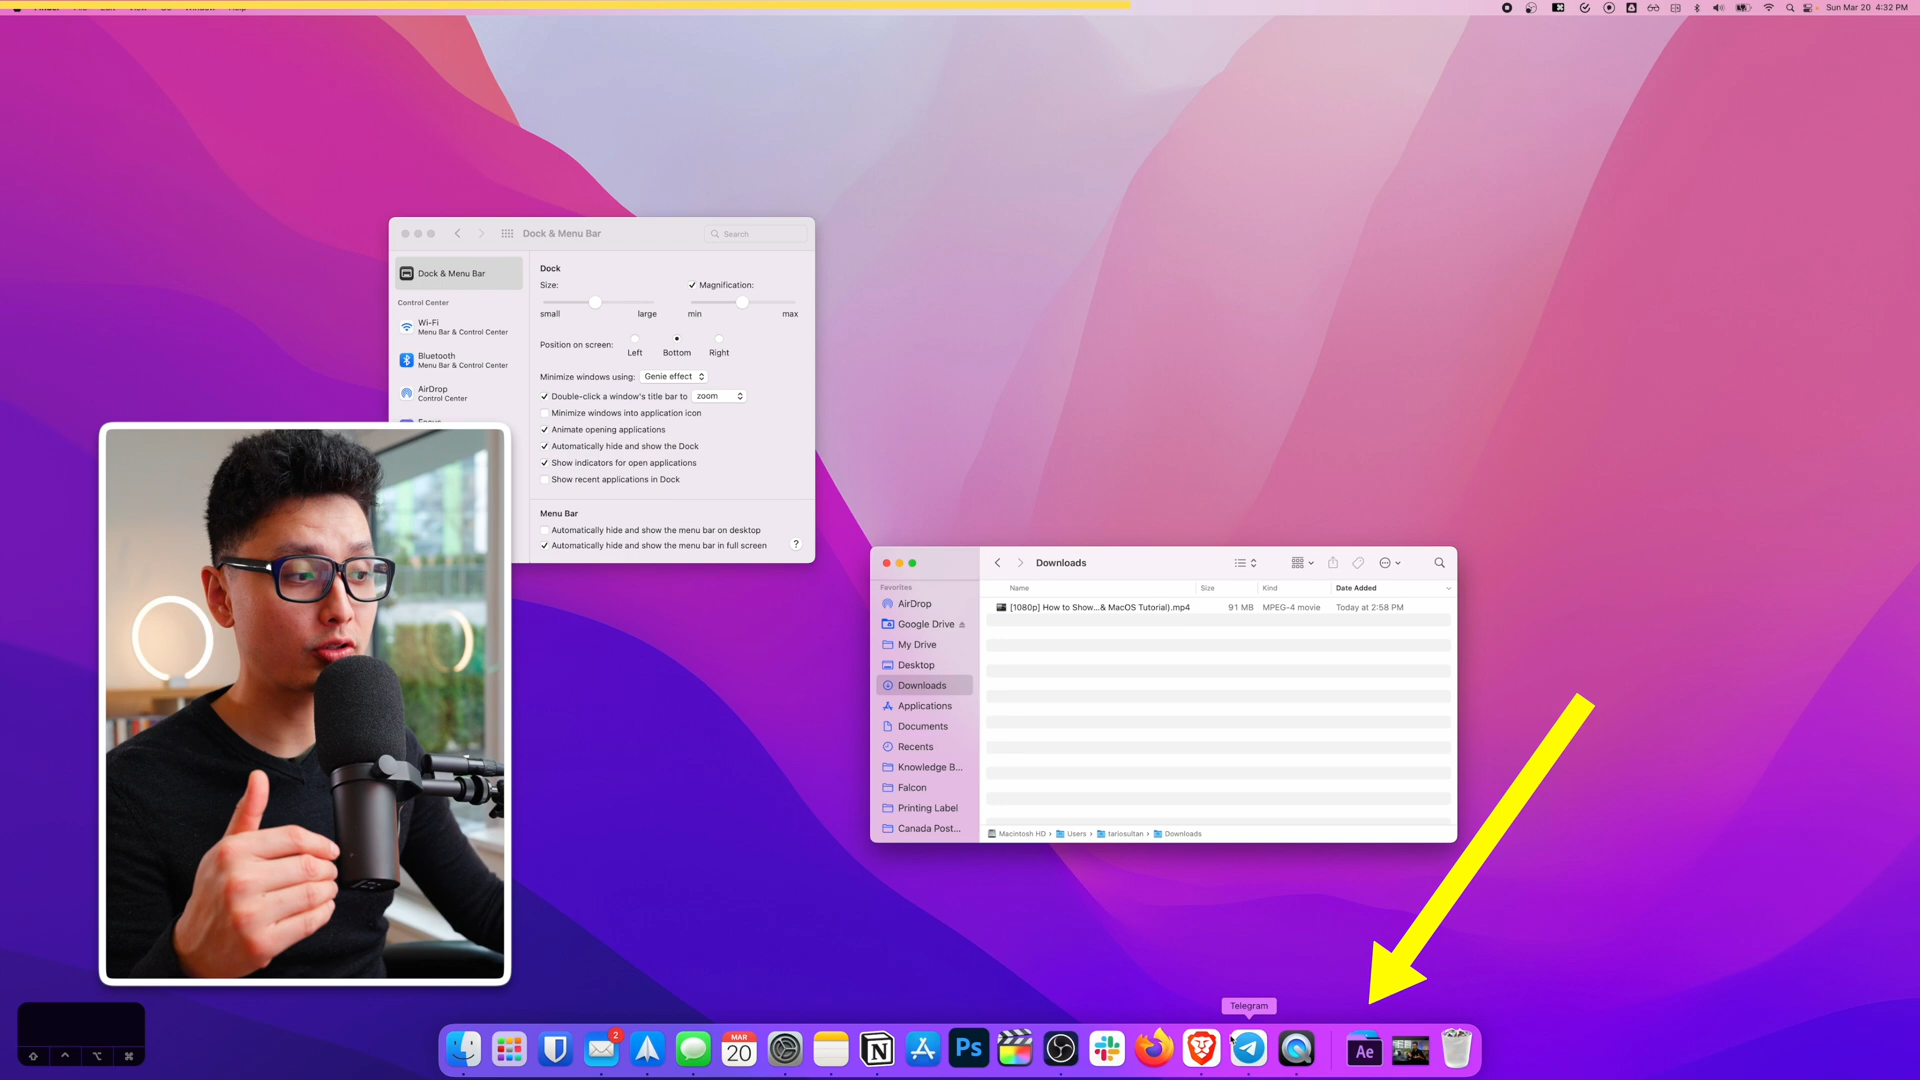 Sun Mar 20 4:32 PM
Dock & Menu Bar
Search
Dock & Menu Bar
Control Center
Wi-Fi
Menu Bar & Control Center
Bluetooth
Menu Bar & Control Center
AirDrop
Control Center
Dock
Size:
small large
Magnification:
min max
Position on screen:
Left Bottom Right
Minimize windows using: Genie effect
Double-click a window's title bar to zoom
Minimize windows into application icon
Animate opening applications
Automatically hide and show the Dock
Show indicators for open applications
Show recent applications in Dock
Menu Bar
Automatically hide and show the menu bar on desktop
Automatically hide and show the menu bar in full screen
?
Downloads
Favorites
AirDrop
Google Drive
My Drive
Desktop
Downloads
Applications
Documents
Recents
Knowledge B...
Falcon
Printing Label
Canada Post...
Name Size Kind Date Added
[1080p] How to Show...& MacOS Tutorial).mp4 91 MB MPEG-4 movie Today at 2:58 PM
Macintosh HD › Users › tariosultan › Downloads
Telegram
2
MAR
20
N
Ps
Ae